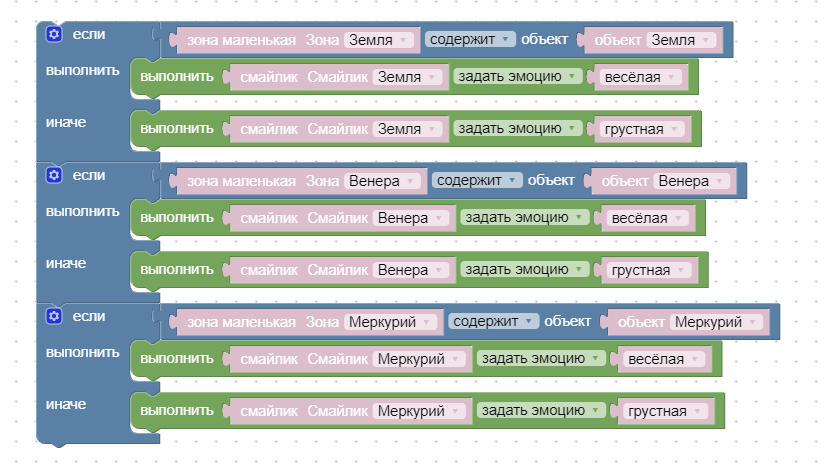 если зона маленькая Зона Земля содержит объект объект Земля
выполнить выполнить смайлик Смайлик Земля задать эмоцию весёлая
иначе выполнить смайлик Смайлик Земля задать эмоцию грустная
если зона маленькая Зона Венера содержит объект объект Венера
выполнить выполнить смайлик Смайлик Венера задать эмоцию весёлая
иначе выполнить смайлик Смайлик Венера задать эмоцию грустная
если зона маленькая Зона Меркурий содержит объект объект Меркурий
выполнить выполнить смайлик Смайлик Меркурий задать эмоцию весёлая
иначе выполнить смайлик Смайлик Меркурий задать эмоцию грустная